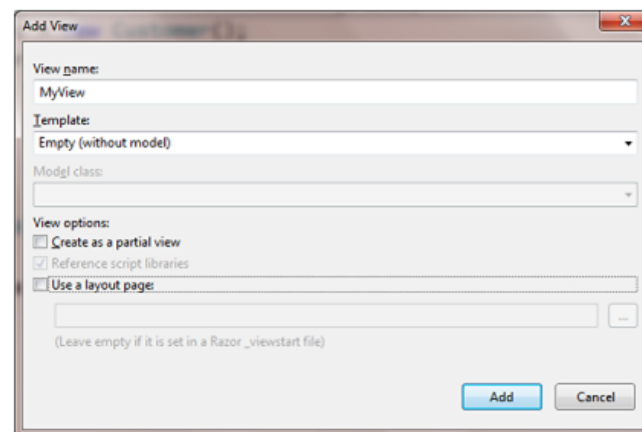 Add View
Customer();
View name:
MyView
Template:
Empty (without model)
Model class:
View options:
Create as a partial view
Reference script libraries
Use a layout page:
...
(Leave empty if it is set in a Razor _viewstart file)
Add
Cancel